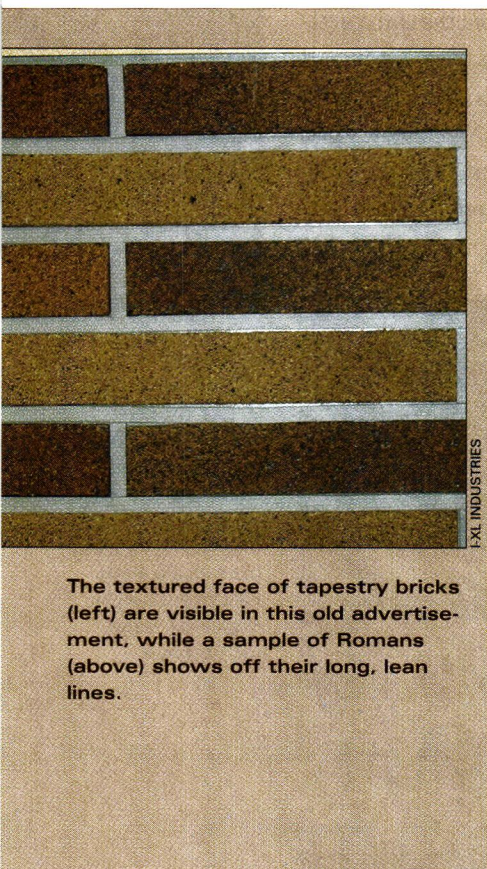 I-XL INDUSTRIES
The textured face of tapestry bricks
(left) are visible in this old advertise-
ment, while a sample of Romans
(above) shows off their long, lean
lines.